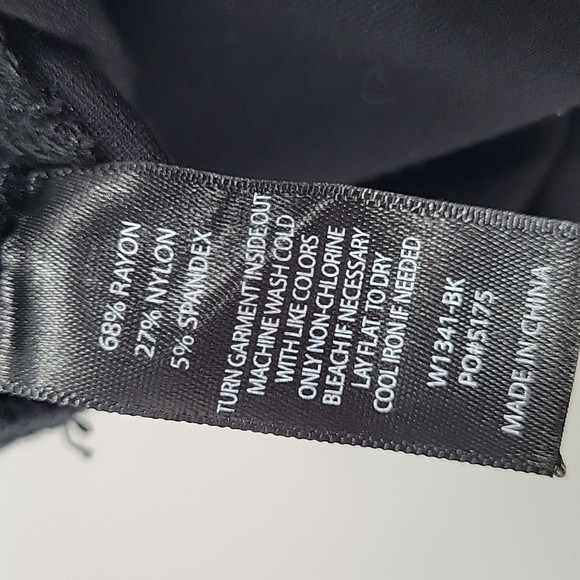 68% RAYON
27% NYLON
5% SPANDEX
TURN GARMENT INSIDE OUT
MACHINE WASH COLD
WITH LIKE COLORS
ONLY NON-CHLORINE
BLEACH IF NECESSARY
LAY FLAT TO DRY
COOL IRON IF NEEDED
W1341-BK
PO#5175
MADE IN CHINA